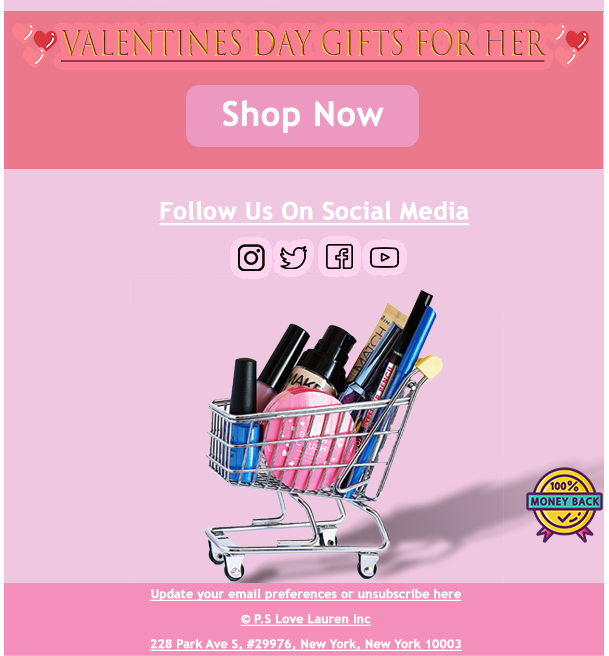 VALENTINES DAY GIFTS FOR HER
Shop Now
Follow Us On Social Media
MATCH
MAKE
PENCIL
100%
MONEY BACK
Update your email preferences or unsubscribe here
© P.S Love Lauren Inc
228 Park Ave S, #29976, New York, New York 10003